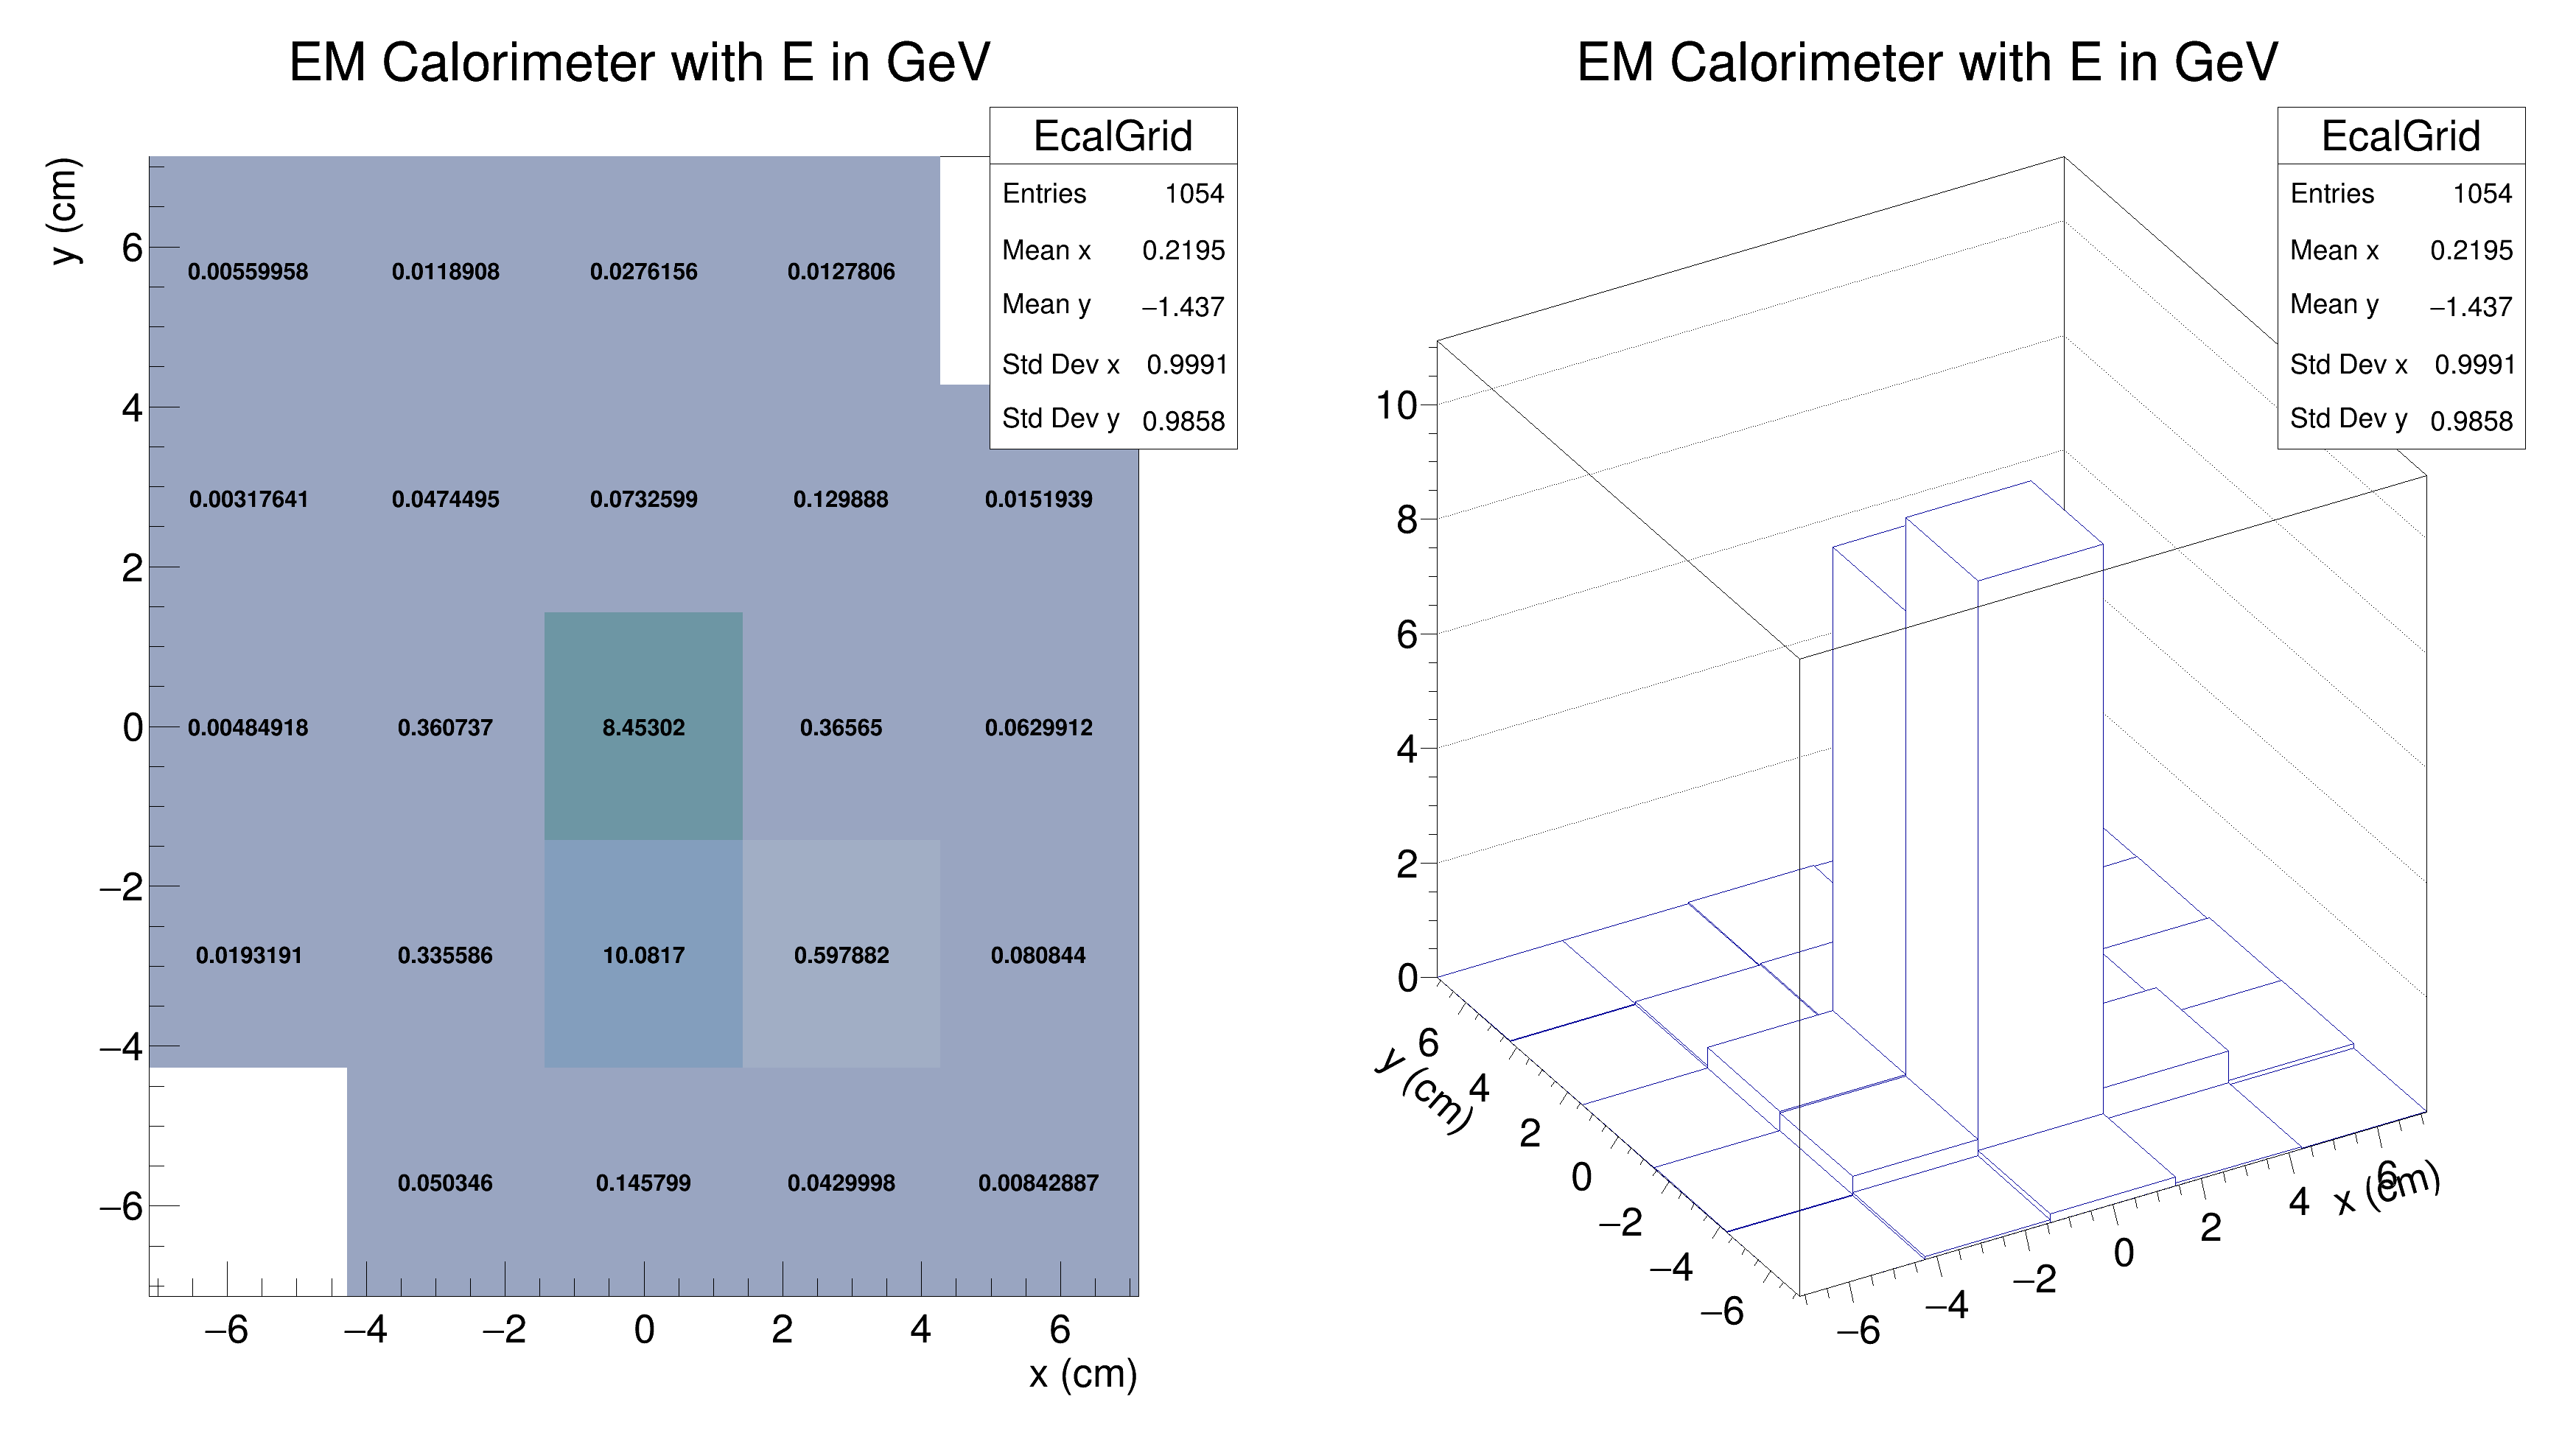 EM Calorimeter with E in GeV
EcalGrid
Entries 1054
Mean x 0.2195
Mean y −1.437
Std Dev x 0.9991
Std Dev y 0.9858
y (cm)
6
4
2
0
−2
−4
−6
0.00559958 0.0118908 0.0276156 0.0127806
0.00317641 0.0474495 0.0732599 0.129888 0.0151939
0.00484918 0.360737 8.45302 0.36565 0.0629912
0.0193191 0.335586 10.0817 0.597882 0.080844
0.050346 0.145799 0.0429998 0.00842887
−6 −4 −2 0 2 4 6
x (cm)
EM Calorimeter with E in GeV
EcalGrid
Entries 1054
Mean x 0.2195
Mean y −1.437
Std Dev x 0.9991
Std Dev y 0.9858
10
8
6
4
2
0
y (cm)
6
4
2
0
−2
−4
−6
−6 −4 −2 0 2 4 6
x (cm)